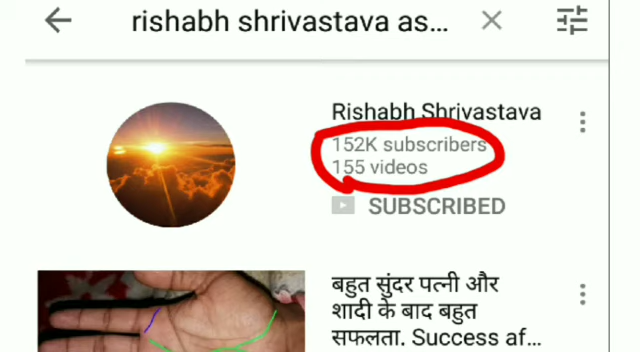 rishabh shrivastava as...
Rishabh Shrivastava
152K subscribers
155 videos
SUBSCRIBED
बहुत सुंदर पत्नी और
शादी के बाद बहुत
सफलता. Success af...